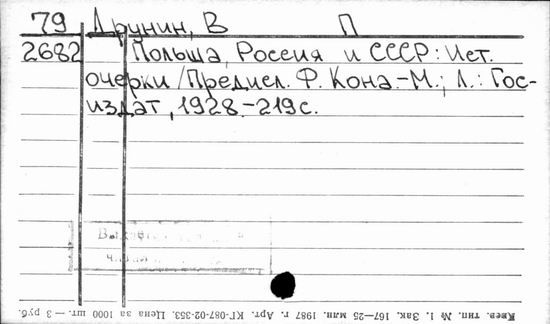 79 Друнин, В П
2682 Польша, Россия и СССР: Ист.
очерки / Предисл. Ф. Кона.-М.; Л.: Гос-
издат, 1928.-219с.
Киев. тип. № 1. Зак. 167—25 млн. 1987 г. Арт. КГ-087-02-353. Цена за 1000 шт. — 3 руб.